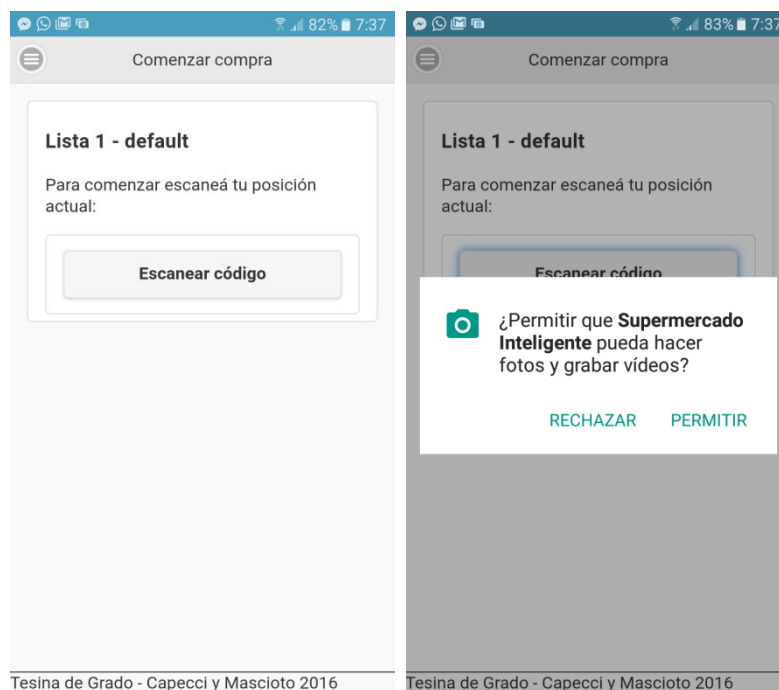 82% 7:37
Comenzar compra
Lista 1 - default
Para comenzar escaneá tu posición
actual:
Escanear código
Tesina de Grado - Capecci y Mascioto 2016
83% 7:37
Comenzar compra
Lista 1 - default
Para comenzar escaneá tu posición
actual:
Escanear código
¿Permitir que Supermercado
Inteligente pueda hacer
fotos y grabar vídeos?
RECHAZAR PERMITIR
Tesina de Grado - Capecci y Mascioto 2016